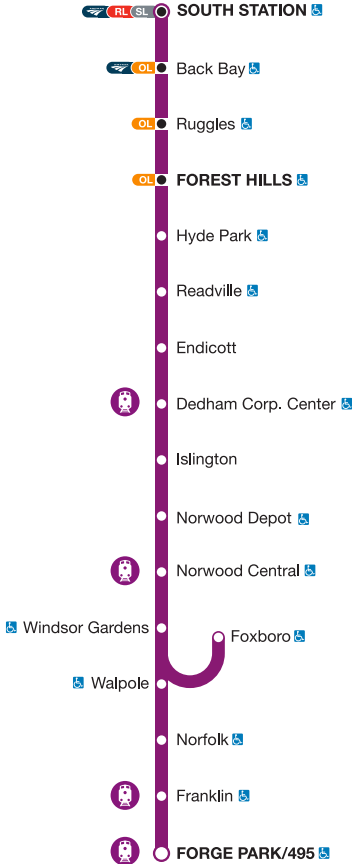 RL SL SOUTH STATION
Back Bay
OL
Ruggles
OL
OL FOREST HILLS
Hyde Park
Readville
Endicott
Dedham Corp. Center
Islington
Norwood Depot
Norwood Central
Windsor Gardens
Foxboro
Walpole
Norfolk
Franklin
FORGE PARK/495